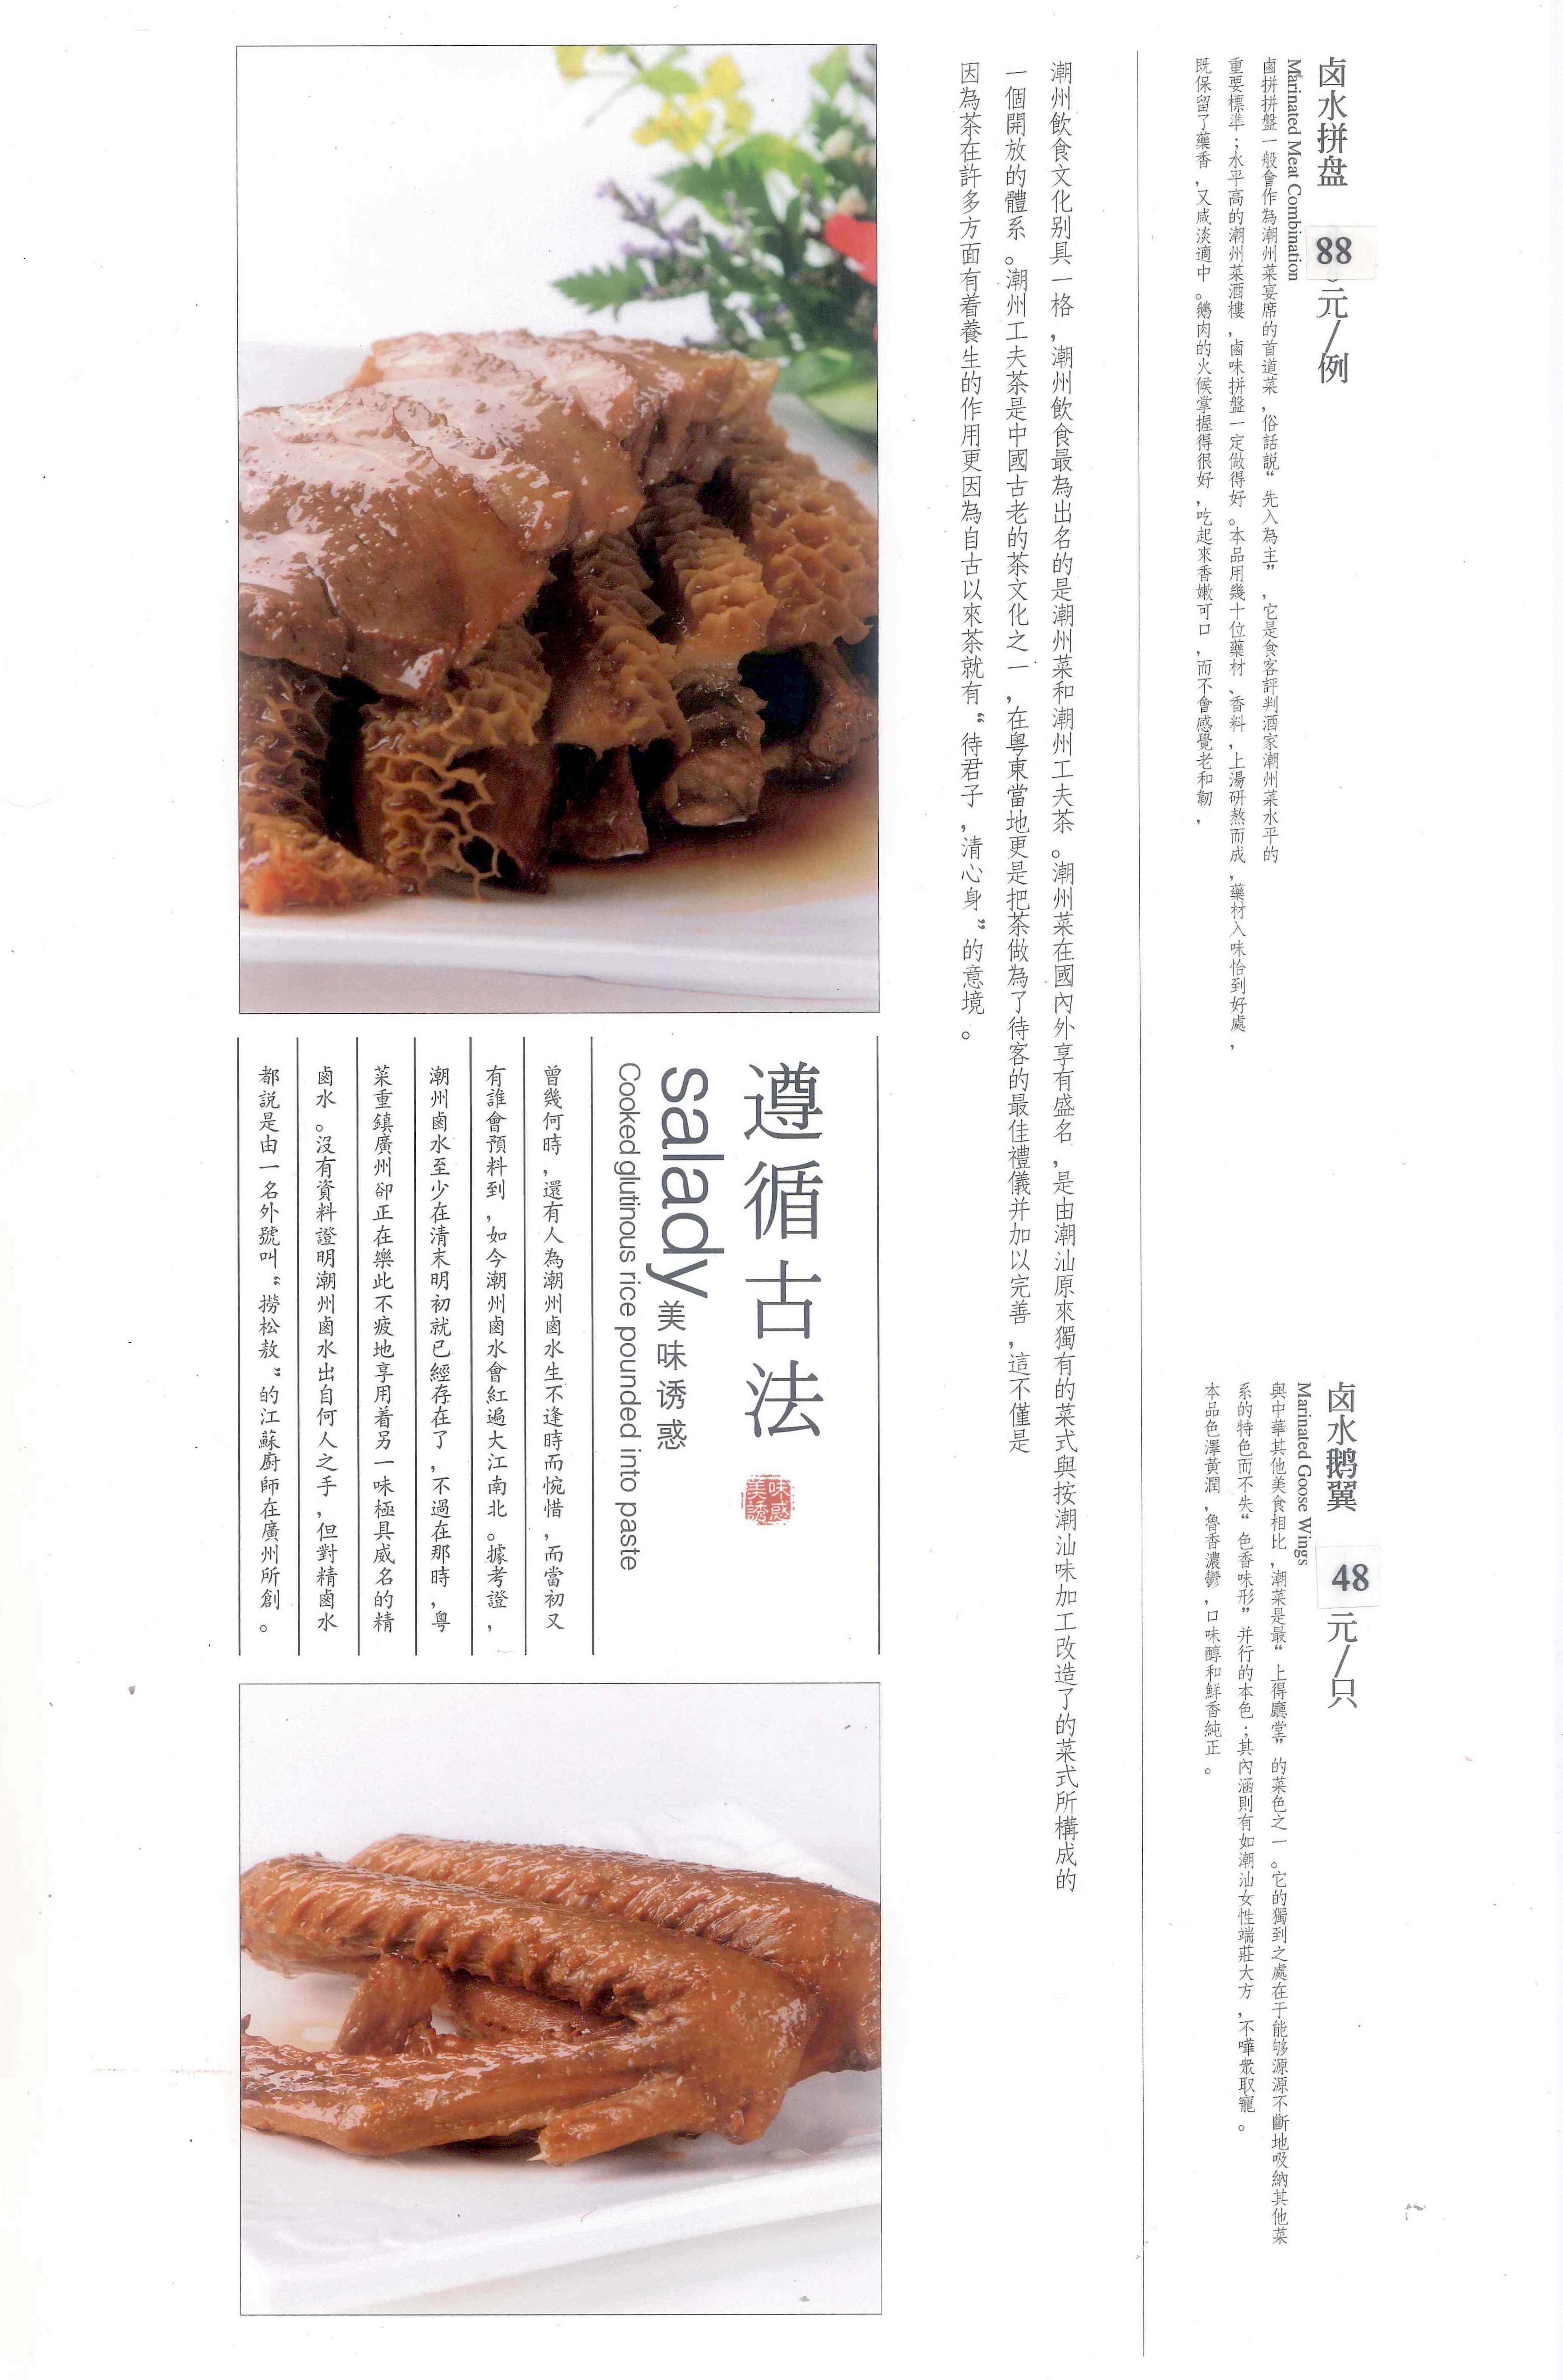 卤水拼盘 88元/例
Marinated Meat Combination
鹵拼拼盤一般會作為潮州菜宴席的首道菜，俗話説“先入為主”，它是食客評判酒家潮州菜水平的
重要標準；水平高的潮州菜酒樓，鹵味拼盤一定做得好。本品用幾十位藥材、香料，上湯研熬而成，藥材入味恰到好處，
既保留了藥香，又咸淡適中。鵝肉的火候掌握得很好，吃起來香嫩可口，而不會感覺老和韌，
卤水鹅翼 48元/只
Marinated Goose Wings
與中華其他美食相比，潮菜是最“上得廳堂”的菜色之一。它的獨到之處在于能够源源不斷地吸納其他菜
系的特色而不失“色香味形”并行的本色；其內涵則有如潮汕女性端莊大方，不嘩衆取寵。
本品色澤黃潤，魯香濃鬱，口味醇和鮮香純正。
潮州飲食文化别具一格，潮州飲食最為出名的是潮州菜和潮州工夫茶。潮州菜在國內外享有盛名，是由潮汕原來獨有的菜式與按潮汕味加工改造了的菜式所構成的
一個開放的體系。潮州工夫茶是中國古老的茶文化之一，在粤東當地更是把茶做為了待客的最佳禮儀并加以完善，這不僅是
因為茶在許多方面有着養生的作用更因為自古以來茶就有“待君子，清心身”的意境。
遵循古法
味惑
美誘
salady 美味诱惑
Cooked glutinous rice pounded into paste
曾幾何時，還有人為潮州鹵水生不逢時而惋惜，而當初又
有誰會預料到，如今潮州鹵水會紅遍大江南北。據考證，
潮州鹵水至少在清末明初就已經存在了，不過在那時，粤
菜重鎮廣州卻正在樂此不疲地享用着另一味極具威名的精
鹵水。沒有資料證明潮州鹵水出自何人之手，但對精鹵水
都説是由一名外號叫“撈松敖”的江蘇廚師在廣州所創。